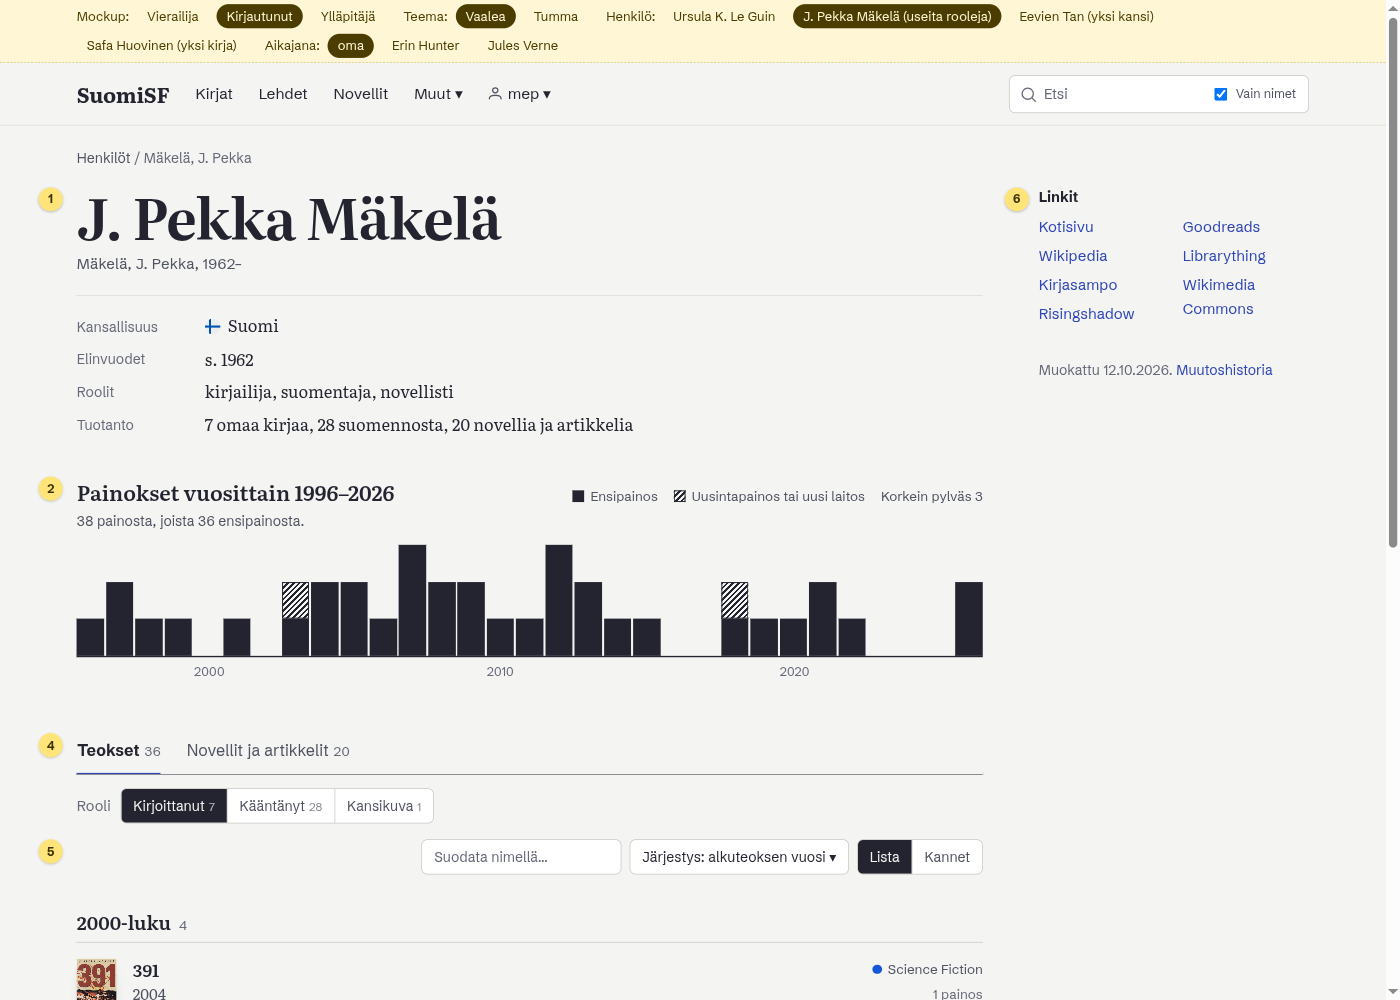 Mockup: Vierailija Kirjautunut Ylläpitäjä Teema: Vaalea Tumma Henkilö: Ursula K. Le Guin J. Pekka Mäkelä (useita rooleja) Eevien Tan (yksi kansi)
Safa Huovinen (yksi kirja) Aikajana: oma Erin Hunter Jules Verne
SuomiSF Kirjat Lehdet Novellit Muut ▾ mep ▾ Etsi Vain nimet
Henkilöt / Mäkelä, J. Pekka
1
J. Pekka Mäkelä
Mäkelä, J. Pekka, 1962–
Kansallisuus Suomi
Elinvuodet s. 1962
Roolit kirjailija, suomentaja, novellisti
Tuotanto 7 omaa kirjaa, 28 suomennosta, 20 novellia ja artikkelia
6 Linkit
Kotisivu
Wikipedia
Kirjasampo
Risingshadow
Goodreads
Librarything
Wikimedia
Commons
Muokattu 12.10.2026. Muutoshistoria
2
Painokset vuosittain 1996–2026
Ensipainos Uusintapainos tai uusi laitos Korkein pylväs 3
38 painosta, joista 36 ensipainosta.
2000 2010 2020
4
Teokset 36 Novellit ja artikkelit 20
Rooli Kirjoittanut 7 Kääntänyt 28 Kansikuva 1
5
Suodata nimellä... Järjestys: alkuteoksen vuosi ▾ Lista Kannet
2000-luku 4
391
391 Science Fiction
2004 1 painos